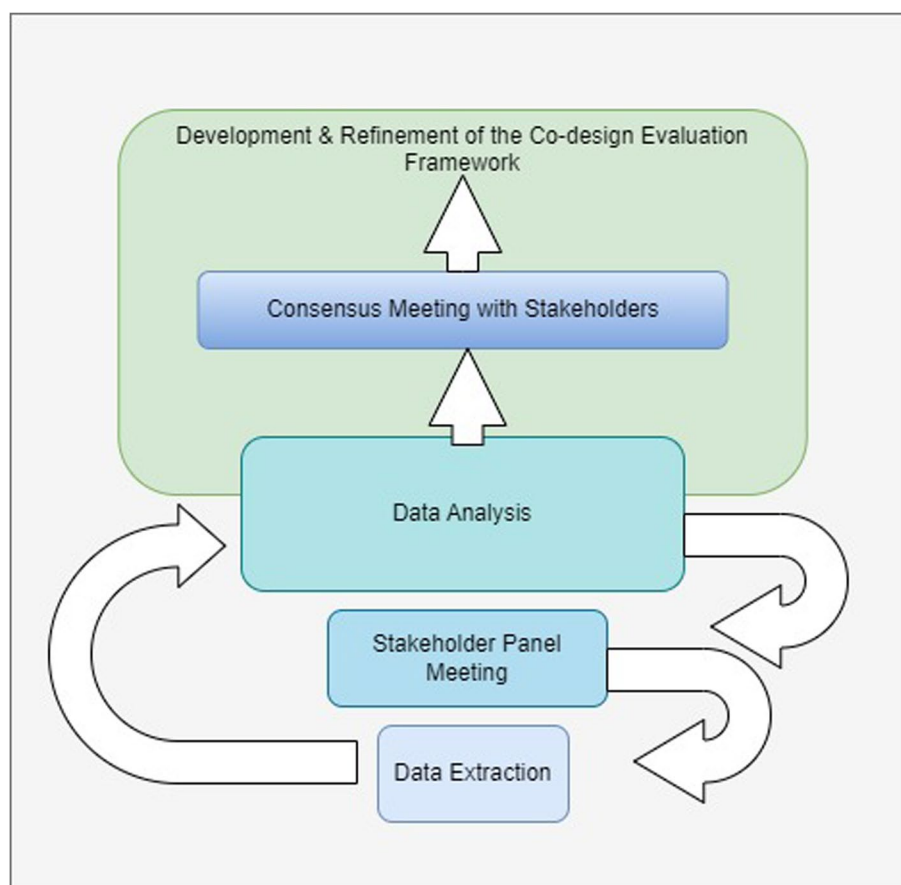 Development & Refinement of the Co-design Evaluation
Framework
Consensus Meeting with Stakeholders
Data Analysis
Stakeholder Panel
Meeting
Data Extraction